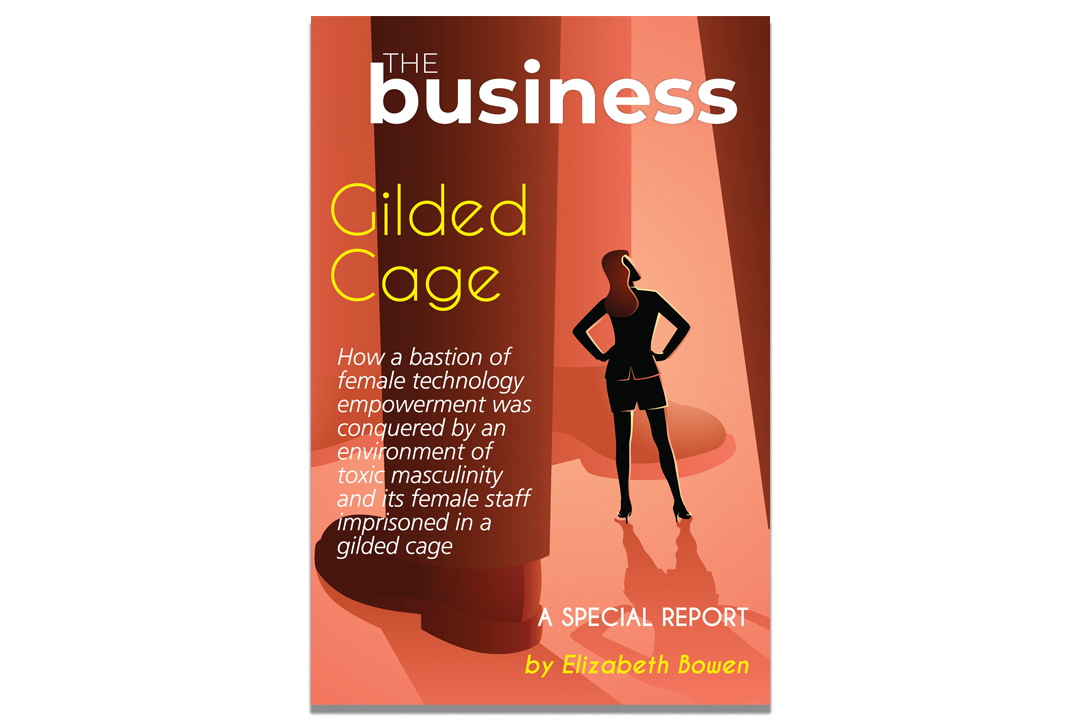 THE
business
Gilded
Cage
How a bastion of
female technology
empowerment was
conquered by an
environment of
toxic masculinity
and its female staff
imprisoned in a
gilded cage
A SPECIAL REPORT
by Elizabeth Bowen